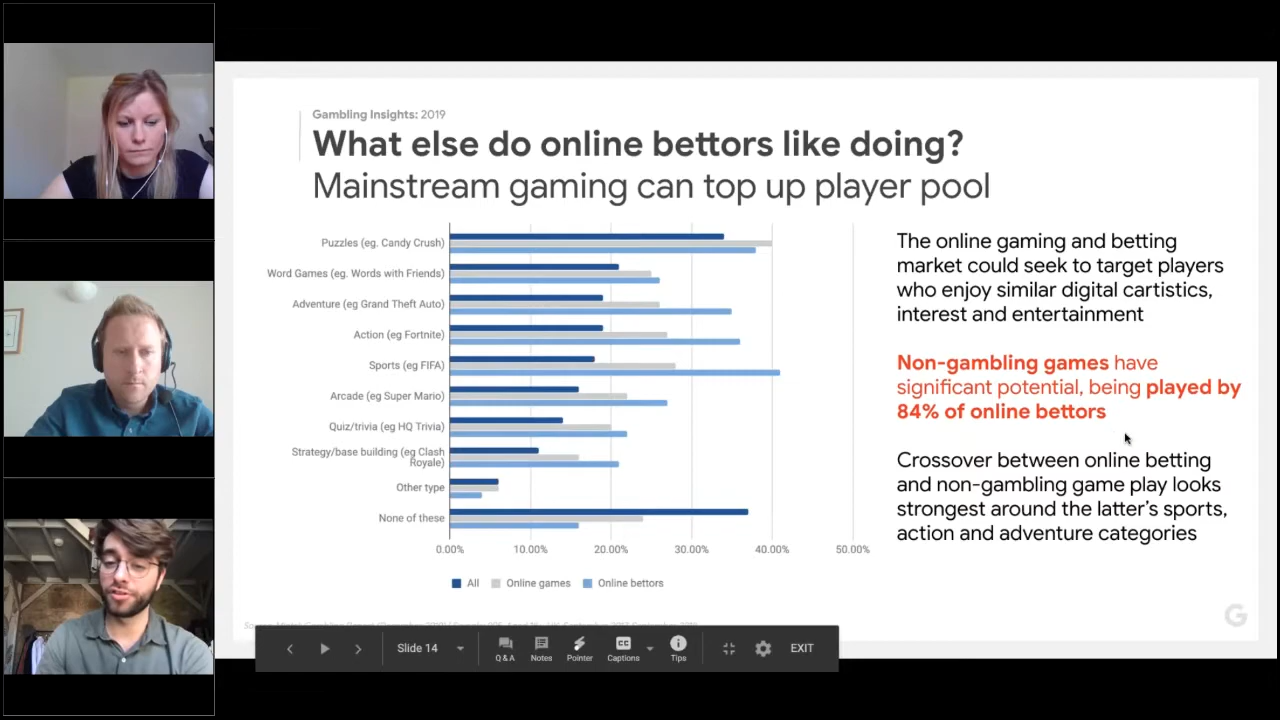 Gambling Insights: 2019
What else do online bettors like doing?
Mainstream gaming can top up player pool
Puzzles (eg. Candy Crush)
Word Games (eg. Words with Friends)
Adventure (eg Grand Theft Auto)
Action (eg Fortnite)
Sports (eg FIFA)
Arcade (eg Super Mario)
Quiz/trivia (eg HQ Trivia)
Strategy/base building (eg Clash
Royale)
Other type
None of these
0.00% 10.00% 20.00% 30.00% 40.00% 50.00%
All Online games Online bettors
The online gaming and betting
market could seek to target players
who enjoy similar digital cartistics,
interest and entertainment
Non-gambling games have
significant potential, being played by
84% of online bettors
Crossover between online betting
and non-gambling game play looks
strongest around the latter's sports,
action and adventure categories
G
Slide 14
Q & A Notes Pointer Captions Tips
CC
EXIT